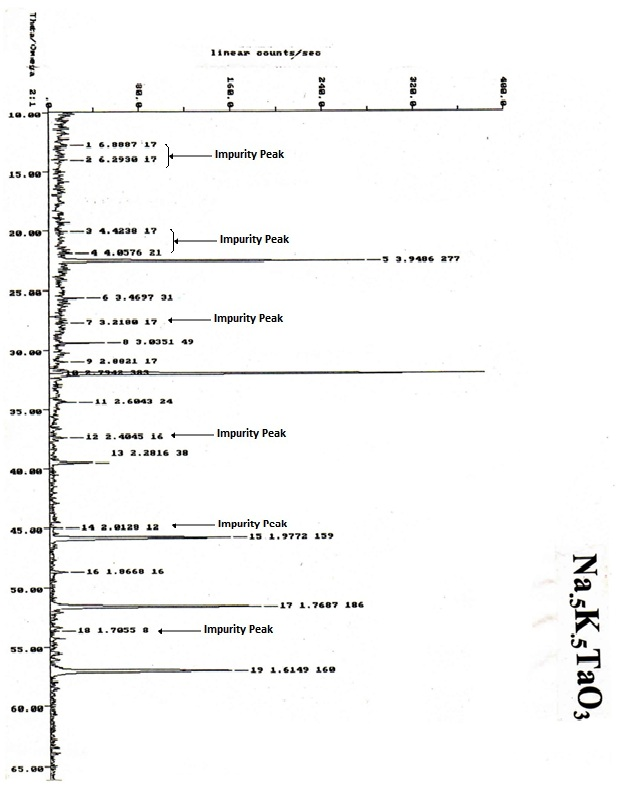 linear counts/sec
Theta/Omega 2:1
.0 80.0 160.0 240.0 320.0 400.0
10.00
1 6.8887 17
Impurity Peak
2 6.2930 17
15.00
20.00
3 4.4238 17
Impurity Peak
4 4.0576 21
5 3.9486 277
25.00
6 3.4697 31
7 3.2180 17
Impurity Peak
8 3.0351 49
30.00
9 2.8821 17
10 2.7942 383
11 2.6043 24
35.00
12 2.4045 16
Impurity Peak
13 2.2816 38
40.00
45.00
14 2.0128 12
Impurity Peak
15 1.9772 159
16 1.8668 16
50.00
17 1.7687 186
18 1.7055 8
Impurity Peak
55.00
19 1.6149 160
60.00
65.00
Na.5K.5TaO3